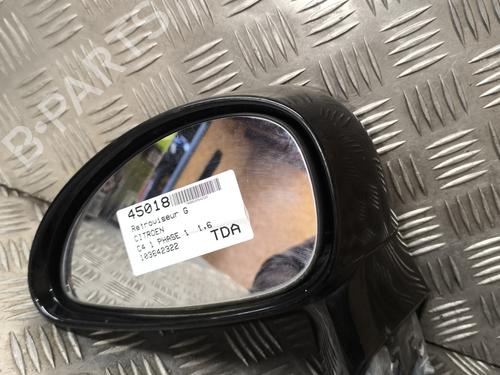 B-PARTS
45018
Retroviseur G
CITROEN
C4 1 PHASE 1 1.6
103642322
TDA